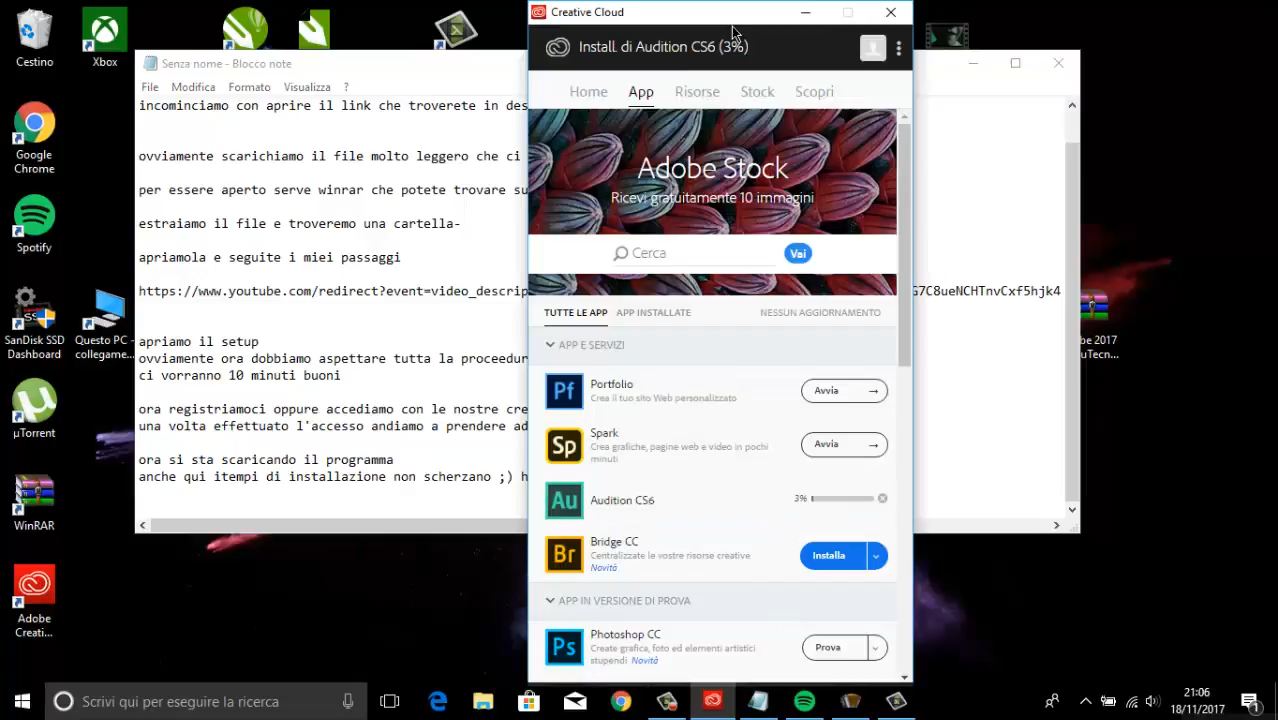 Creative Cloud
Install. di Audition CS6 (3%)
Home App Risorse Stock Scopri
Adobe Stock
Ricevi gratuitamente 10 immagini
Cerca
Vai
TUTTE LE APP APP INSTALLATE NESSUN AGGIORNAMENTO
APP E SERVIZI
Pf
Portfolio
Crea il tuo sito Web personalizzato
Avvia
Sp
Spark
Crea grafiche, pagine web e video in pochi
minuti
Avvia
Au
Audition CS6
3%
Br
Bridge CC
Centralizzate le vostre risorse creative
Novità
Installa
APP IN VERSIONE DI PROVA
Ps
Photoshop CC
Create grafica, foto ed elementi artistici
stupendi Novità
Prova
Senza nome - Blocco note
File Modifica Formato Visualizza ?
incominciamo con aprire il link che troverete in des
ovviamente scarichiamo il file molto leggero che ci
per essere aperto serve winrar che potete trovare su
estraiamo il file e troveremo una cartella-
apriamola e seguite i miei passaggi
https://www.youtube.com/redirect?event=video_descrip
G7C8ueNCHTnvCxf5hjk4
apriamo il setup
ovviamente ora dobbiamo aspettare tutta la proceedur
ci vorranno 10 minuti buoni
ora registriamoci oppure accediamo con le nostre cre
una volta effettuato l'accesso andiamo a prendere ad
ora si sta scaricando il programma
anche qui itempi di installazione non scherzano ;) h
Cestino
Xbox
Google
Chrome
Spotify
SanDisk SSD
Dashboard
Questo PC -
collegame...
µTorrent
WinRAR
Adobe
Creati...
be 2017
uTecn...
Scrivi qui per eseguire la ricerca
21:06
18/11/2017
1